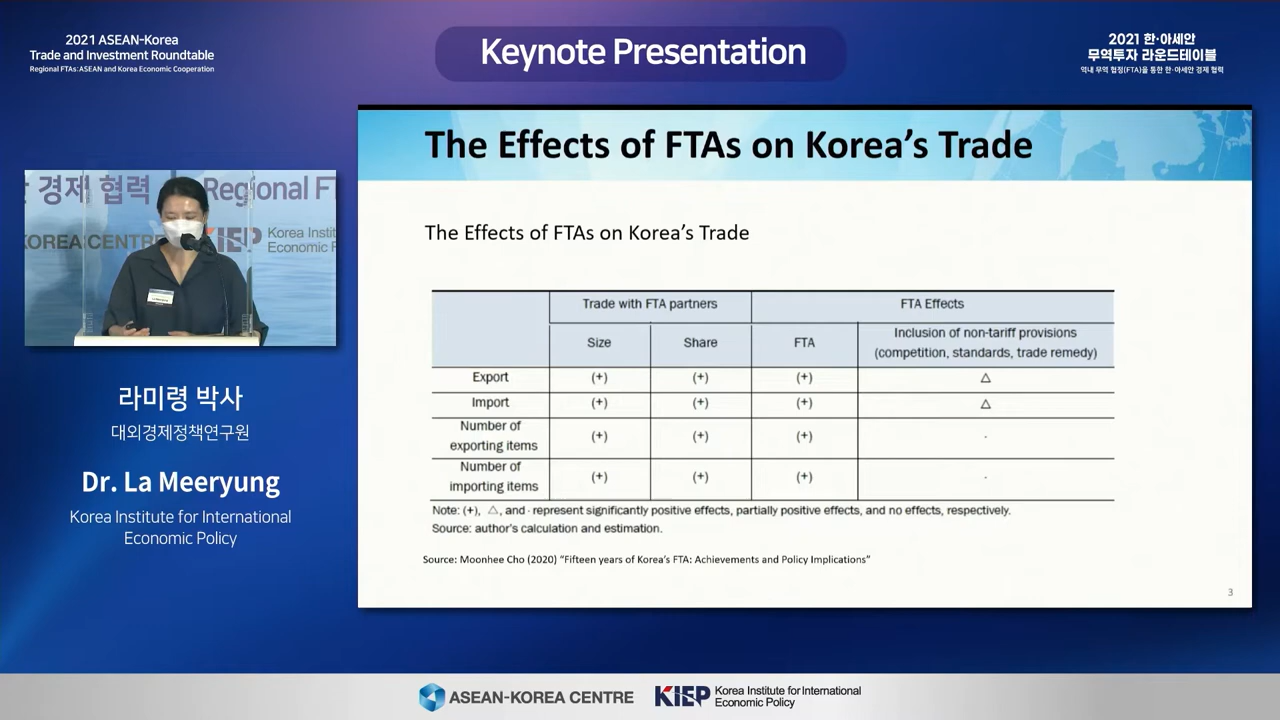 2021 ASEAN-Korea
Trade and Investment Roundtable
Regional FTAs: ASEAN and Korea Economic Cooperation
Keynote Presentation
2021 한·아세안
무역투자 라운드테이블
역내 무역 협정(FTA)을 통한 한·아세안 경제 협력
경제 협력
Regional F
KOREA CENTRE
KIEP
Korea Instit
Economic P
라미령 박사
대외경제정책연구원
Dr. La Meeryung
Korea Institute for International
Economic Policy
The Effects of FTAs on Korea's Trade
The Effects of FTAs on Korea's Trade
Trade with FTA partners FTA Effects
Size Share FTA Inclusion of non-tariff provisions
(competition, standards, trade remedy)
Export (+) (+) (+) △
Import (+) (+) (+) △
Number of
exporting items (+) (+) (+) ·
Number of
importing items (+) (+) (+) ·
Note: (+), △, and · represent significantly positive effects, partially positive effects, and no effects, respectively.
Source: author's calculation and estimation.
Source: Moonhee Cho (2020) "Fifteen years of Korea's FTA: Achievements and Policy Implications"
3
ASEAN-KOREA CENTRE
KIEP Korea Institute for International
Economic Policy